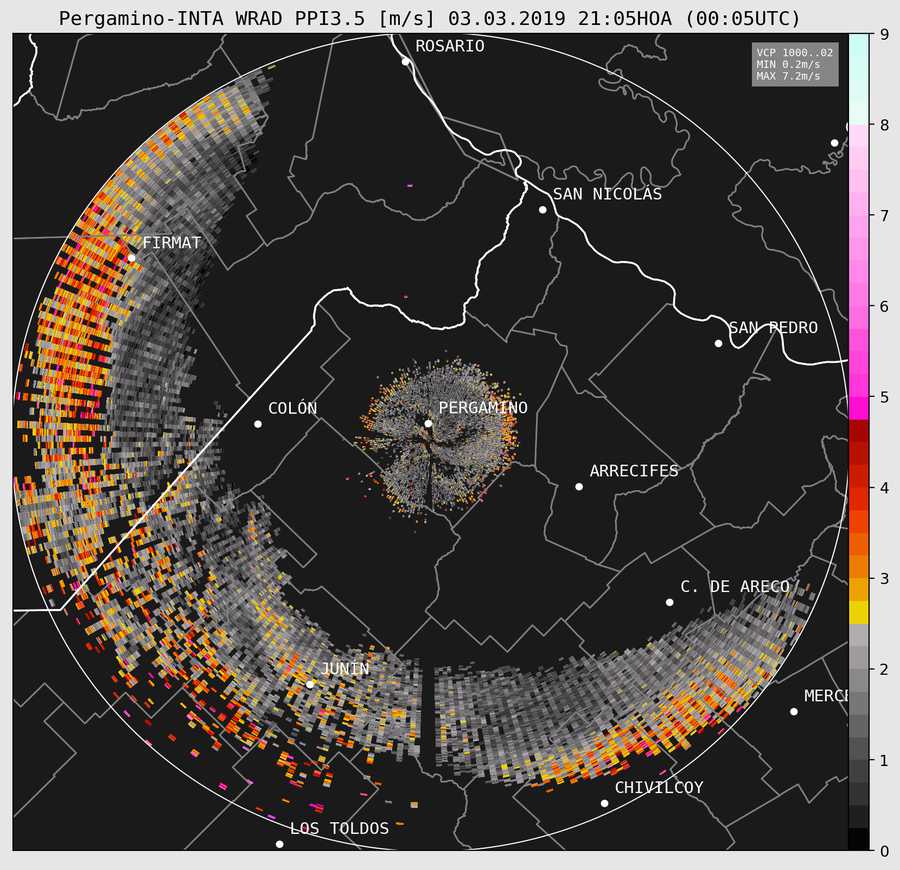 Pergamino-INTA WRAD PPI3.5 [m/s] 03.03.2019 21:05HOA (00:05UTC)
VCP 1000..02
MIN 0.2m/s
MAX 7.2m/s
ROSARIO
SAN NICOLÁS
FIRMAT
SAN PEDRO
COLÓN
PERGAMINO
ARRECIFES
C. DE ARECO
JUNÍN
MERCE
CHIVILCOY
LOS TOLDOS
9
8
7
6
5
4
3
2
1
0